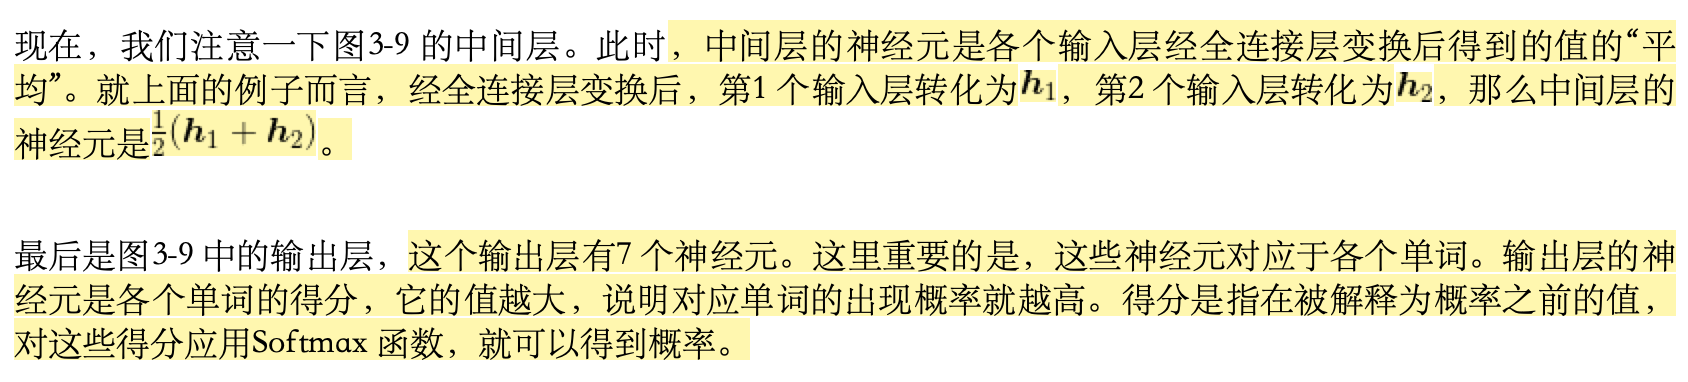 现在，我们注意一下图3-9 的中间层。此时，中间层的神经元是各个输入层经全连接层变换后得到的值的“平
均”。就上面的例子而言，经全连接层变换后，第1 个输入层转化为h₁，第2 个输入层转化为h₂，那么中间层的
神经元是½(h₁ + h₂)。
最后是图3-9 中的输出层，这个输出层有7 个神经元。这里重要的是，这些神经元对应于各个单词。输出层的神
经元是各个单词的得分，它的值越大，说明对应单词的出现概率就越高。得分是指在被解释为概率之前的值，
对这些得分应用Softmax 函数，就可以得到概率。